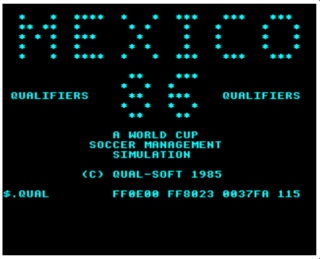 MEXICO
86
QUALIFIERS QUALIFIERS
A WORLD CUP
SOCCER MANAGEMENT
SIMULATION
(C) QUAL-SOFT 1985
$.QUAL FF0E00 FF8023 0037FA 115